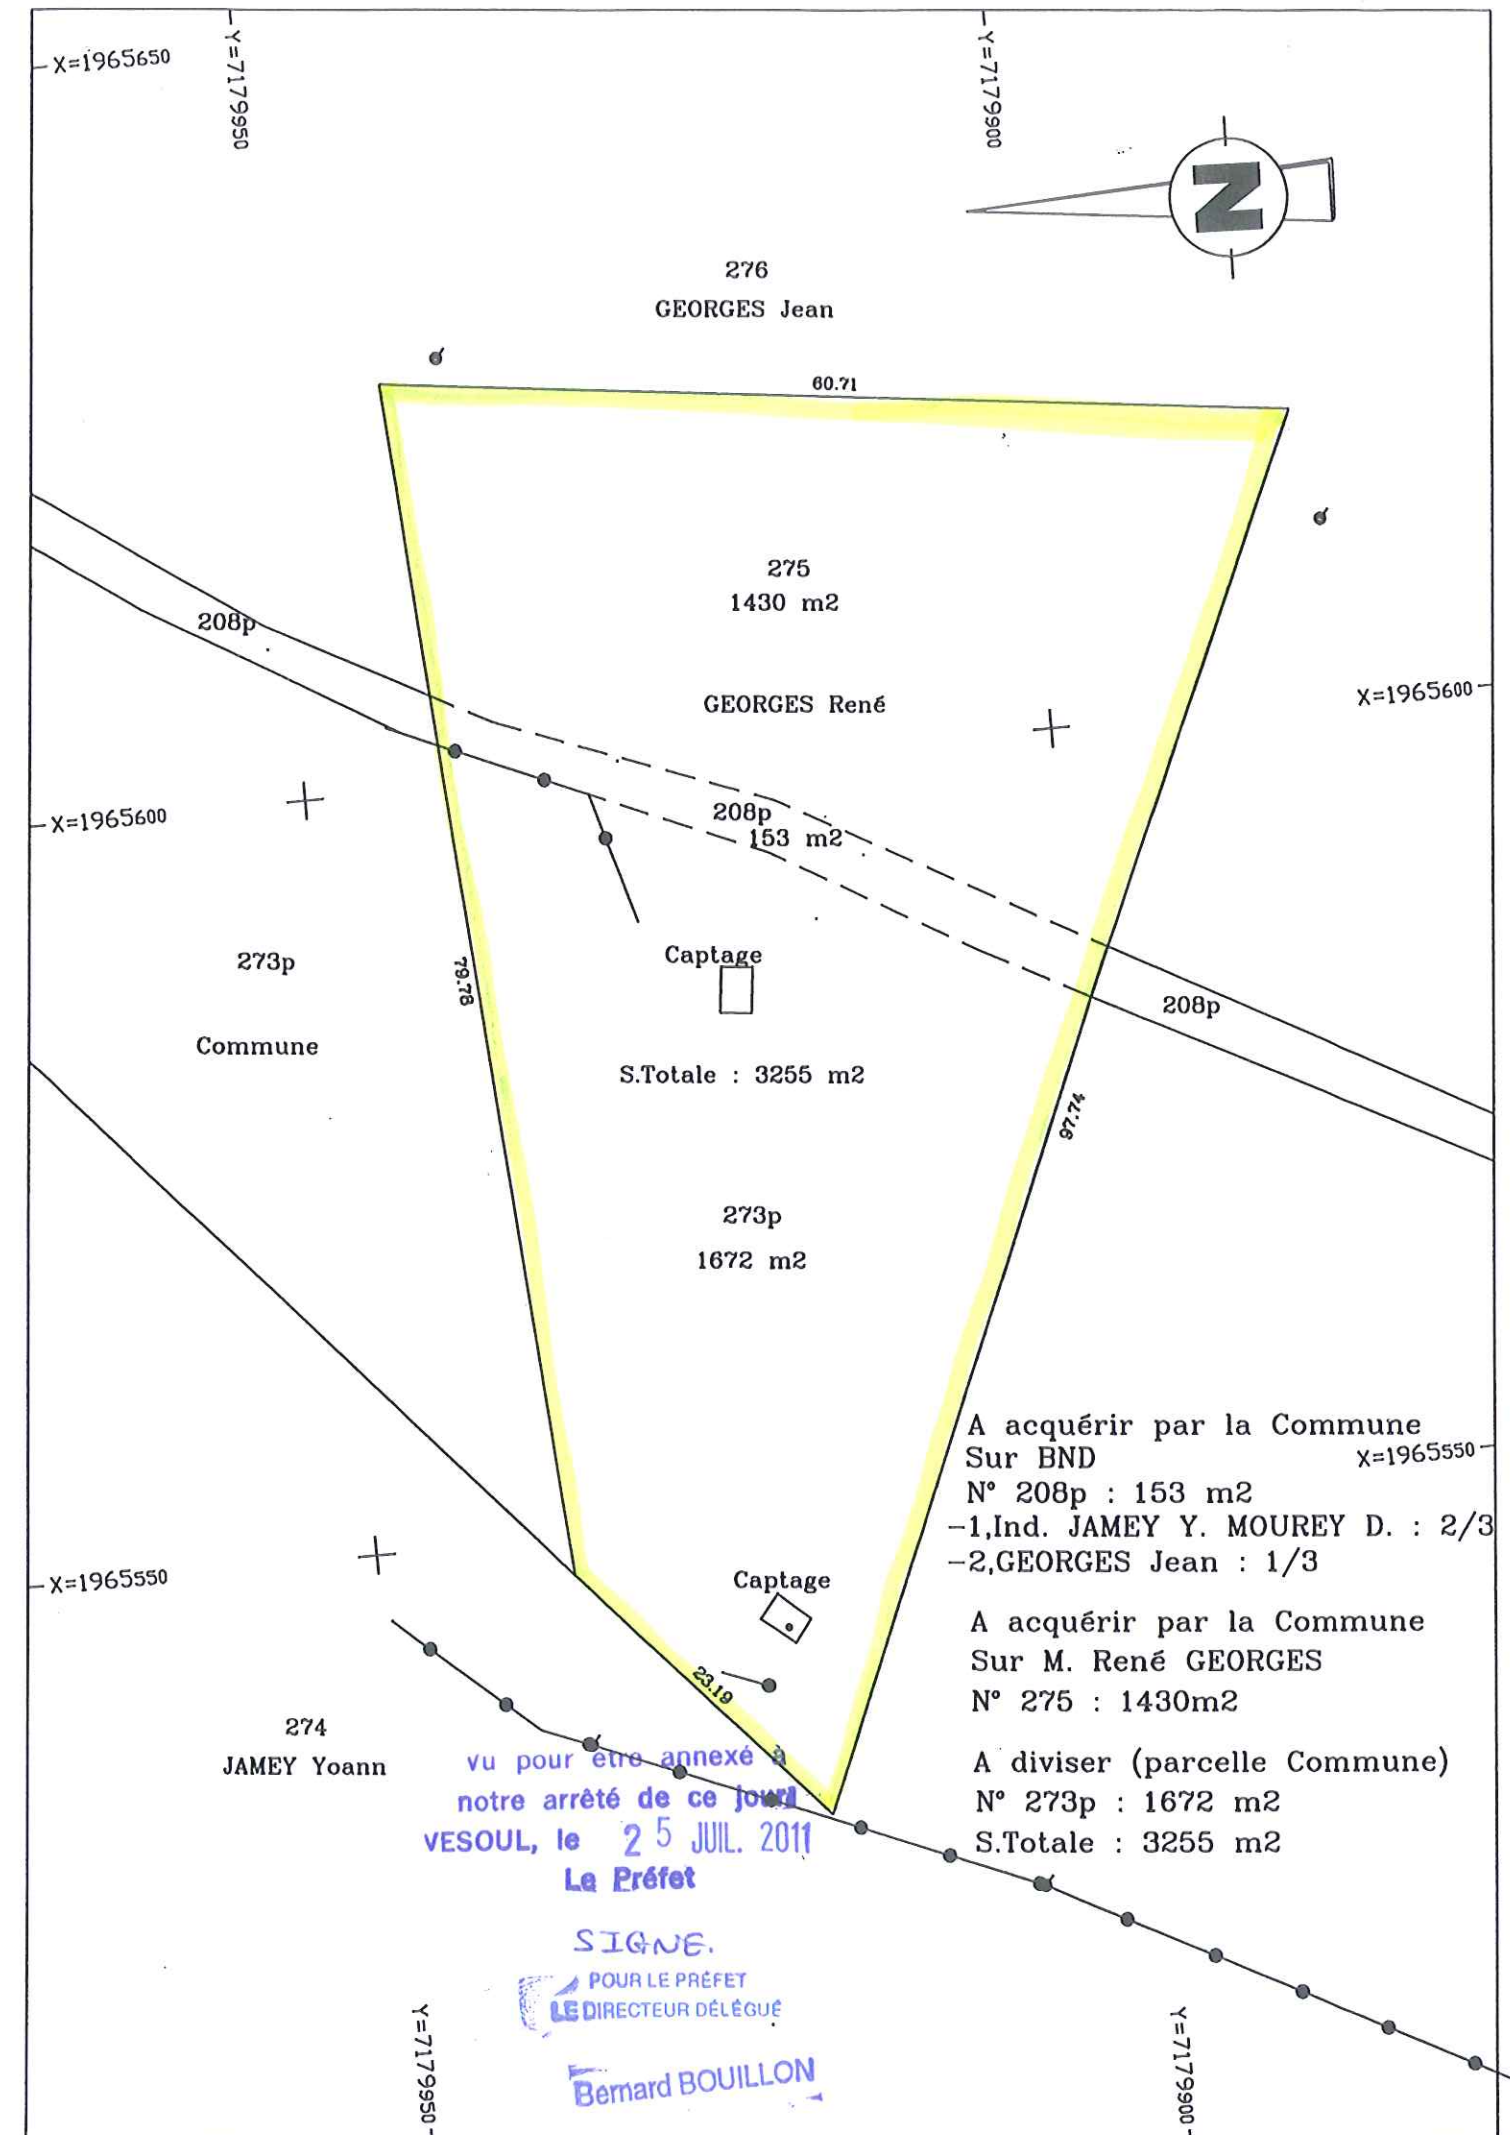 X=1965650
Y=7179950
Y=7179900
N
276
GEORGES Jean
60.71
275
1430 m2
208p
GEORGES René
X=1965600
208p
153 m2
X=1965600
Captage
273p
79.78
208p
Commune
S.Totale : 3255 m2
97.74
273p
1672 m2
A acquérir par la Commune
Sur BND
X=1965550
N° 208p : 153 m2
-1,Ind. JAMEY Y. MOUREY D. : 2/3
-2,GEORGES Jean : 1/3
X=1965550
Captage
A acquérir par la Commune
Sur M. René GEORGES
N° 275 : 1430m2
23.19
274
JAMEY Yoann
A diviser (parcelle Commune)
N° 273p : 1672 m2
S.Totale : 3255 m2
vu pour être annexé à
notre arrêté de ce jour
VESOUL, le 25 JUIL. 2011
Le Préfet
SIGNE.
POUR LE PRÉFET
LE DIRECTEUR DÉLÉGUÉ
Bernard BOUILLON
Y=7179950
Y=7179900